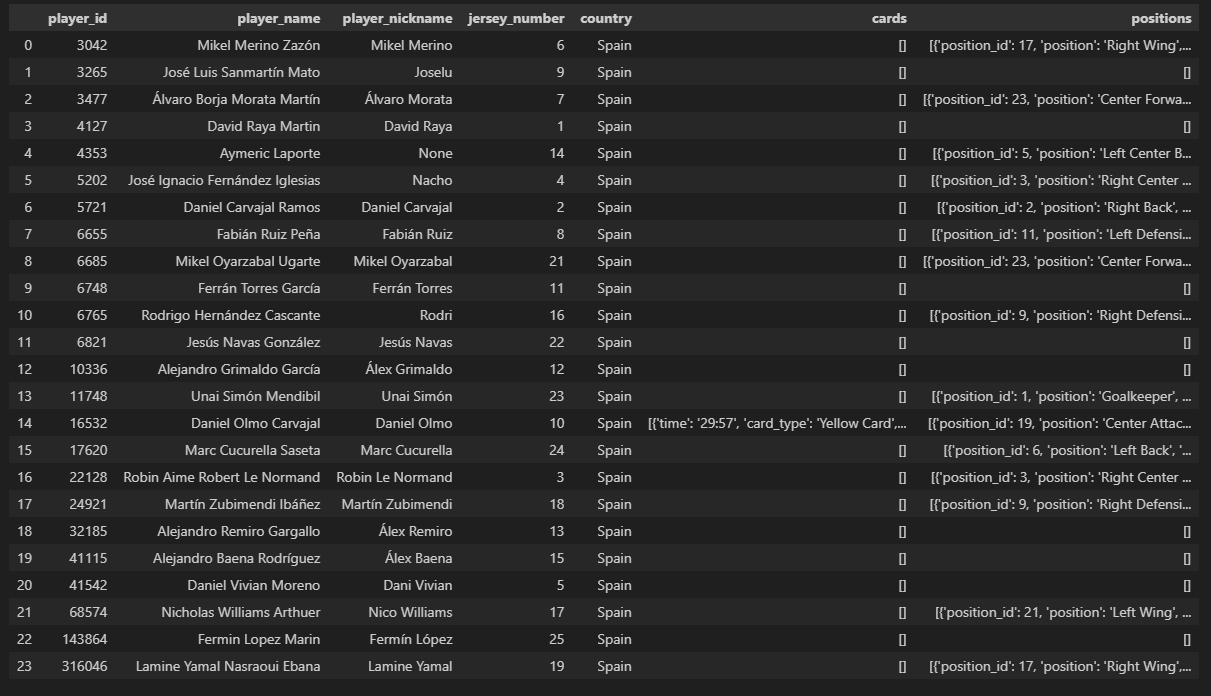 player_id player_name player_nickname jersey_number country cards positions
0 3042 Mikel Merino Zazón Mikel Merino 6 Spain [] [{'position_id': 17, 'position': 'Right Wing',...
1 3265 José Luis Sanmartín Mato Joselu 9 Spain [] []
2 3477 Álvaro Borja Morata Martín Álvaro Morata 7 Spain [] [{'position_id': 23, 'position': 'Center Forwa...
3 4127 David Raya Martin David Raya 1 Spain [] []
4 4353 Aymeric Laporte None 14 Spain [] [{'position_id': 5, 'position': 'Left Center B...
5 5202 José Ignacio Fernández Iglesias Nacho 4 Spain [] [{'position_id': 3, 'position': 'Right Center ...
6 5721 Daniel Carvajal Ramos Daniel Carvajal 2 Spain [] [{'position_id': 2, 'position': 'Right Back', ...
7 6655 Fabián Ruiz Peña Fabián Ruiz 8 Spain [] [{'position_id': 11, 'position': 'Left Defensi...
8 6685 Mikel Oyarzabal Ugarte Mikel Oyarzabal 21 Spain [] [{'position_id': 23, 'position': 'Center Forwa...
9 6748 Ferrán Torres García Ferrán Torres 11 Spain [] []
10 6765 Rodrigo Hernández Cascante Rodri 16 Spain [] [{'position_id': 9, 'position': 'Right Defensi...
11 6821 Jesús Navas González Jesús Navas 22 Spain [] []
12 10336 Alejandro Grimaldo García Álex Grimaldo 12 Spain [] []
13 11748 Unai Simón Mendibil Unai Simón 23 Spain [] [{'position_id': 1, 'position': 'Goalkeeper', ...
14 16532 Daniel Olmo Carvajal Daniel Olmo 10 Spain [{'time': '29:57', 'card_type': 'Yellow Card',... [{'position_id': 19, 'position': 'Center Attac...
15 17620 Marc Cucurella Saseta Marc Cucurella 24 Spain [] [{'position_id': 6, 'position': 'Left Back', '...
16 22128 Robin Aime Robert Le Normand Robin Le Normand 3 Spain [] [{'position_id': 3, 'position': 'Right Center ...
17 24921 Martín Zubimendi Ibáñez Martín Zubimendi 18 Spain [] [{'position_id': 9, 'position': 'Right Defensi...
18 32185 Alejandro Remiro Gargallo Álex Remiro 13 Spain [] []
19 41115 Alejandro Baena Rodríguez Álex Baena 15 Spain [] []
20 41542 Daniel Vivian Moreno Dani Vivian 5 Spain [] []
21 68574 Nicholas Williams Arthuer Nico Williams 17 Spain [] [{'position_id': 21, 'position': 'Left Wing', ...
22 143864 Fermin Lopez Marin Fermín López 25 Spain [] []
23 316046 Lamine Yamal Nasraoui Ebana Lamine Yamal 19 Spain [] [{'position_id': 17, 'position': 'Right Wing',...